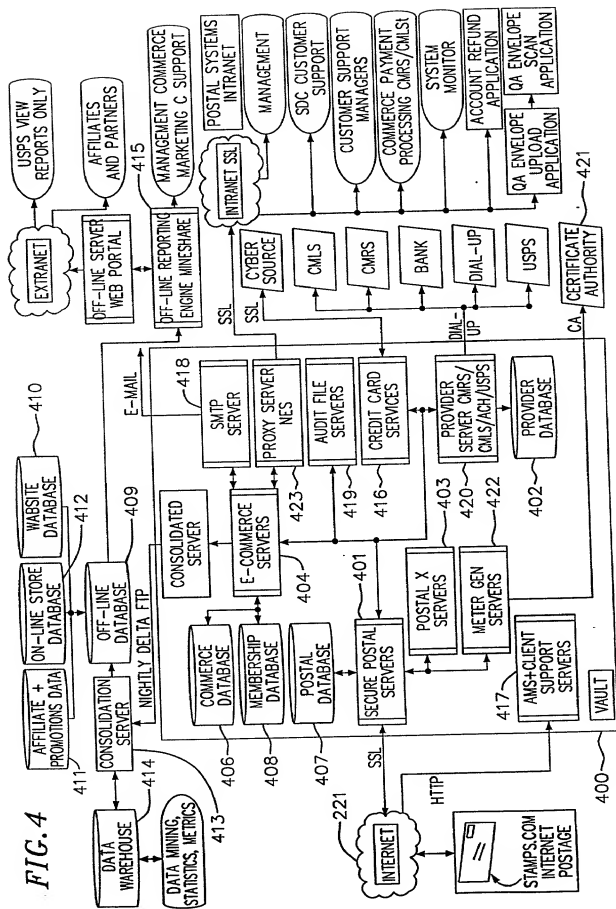 FIG. 4
AFFILIATE +
PROMOTIONS DATA
411
ON-LINE STORE
DATABASE
412
WABSITE
DATABASE
410
DATA
WAREHOUSE
414
CONSOLIDATION
SERVER
413
OFF-LINE
DATABASE
409
DATA MINING,
STATISTICS, METRICS
NIGHTLY DELTA FTP
E-MAIL
EXTRANET
USPS VIEW
REPORTS ONLY
OFF-LINE SERVER
WEB PORTAL
AFFILIATES
AND PARTNERS
OFF-LINE REPORTING
ENGINE MINESHARE
415
MANAGEMENT COMMERCE
MARKETING C SUPPORT
COMMERCE
DATABASE
406
MEMBERSHIP
DATABASE
408
POSTAL
DATABASE
407
CONSOLIDATED
SERVER
E-COMMERCE
SERVERS
404
SMTP
SERVER
418
PROXY SERVER
NES
423
AUDIT FILE
SERVERS
419
CREDIT CARD
SERVICES
416
SECURE POSTAL
SERVERS
401
POSTAL X
SERVERS
403
METER GEN
SERVERS
422
PROVIDER
SERVER CMRS/
CMLS/ACH/USPS
420
PROVIDER
DATABASE
402
AMS+CLIENT
SUPPORT
SERVERS
417
VAULT
400
SSL
HTTP
INTERNET
221
STAMPS.COM
INTERNET
POSTAGE
SSL
SSL
DIAL-
UP
CA
INTRANET SSL
POSTAL SYSTEMS
INTRANET
CYBER
SOURCE
CMLS
CMRS
BANK
DIAL-UP
USPS
CERTIFICATE
AUTHORITY
421
MANAGEMENT
SDC CUSTOMER
SUPPORT
CUSTOMER SUPPORT
MANAGERS
COMMERCE PAYMENT
PROCESSING CMRS/CMLSt
SYSTEM
MONITOR
ACCOUNT REFUND
APPLICATION
QA ENVELOPE
UPLOAD
APPLICATION
QA ENVELOPE
SCAN
APPLICATION